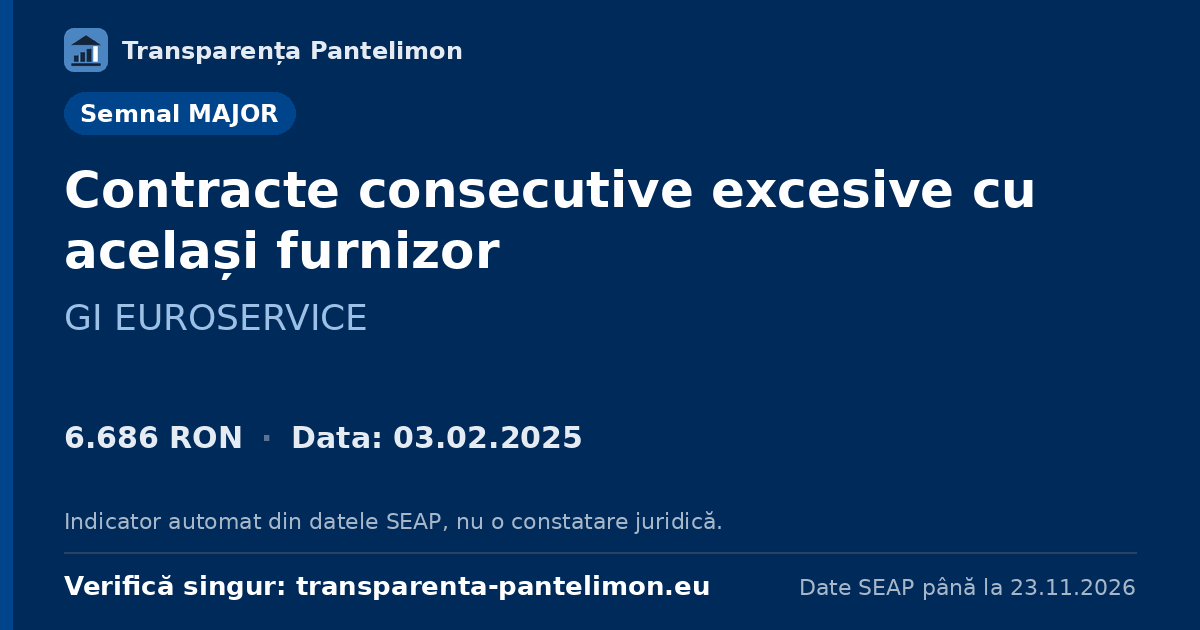 Transparența Pantelimon
Semnal MAJOR
Contracte consecutive excesive cu
același furnizor
GI EUROSERVICE
6.686 RON · Data: 03.02.2025
Indicator automat din datele SEAP, nu o constatare juridică.
Verifică singur: transparenta-pantelimon.eu
Date SEAP până la 23.11.2026